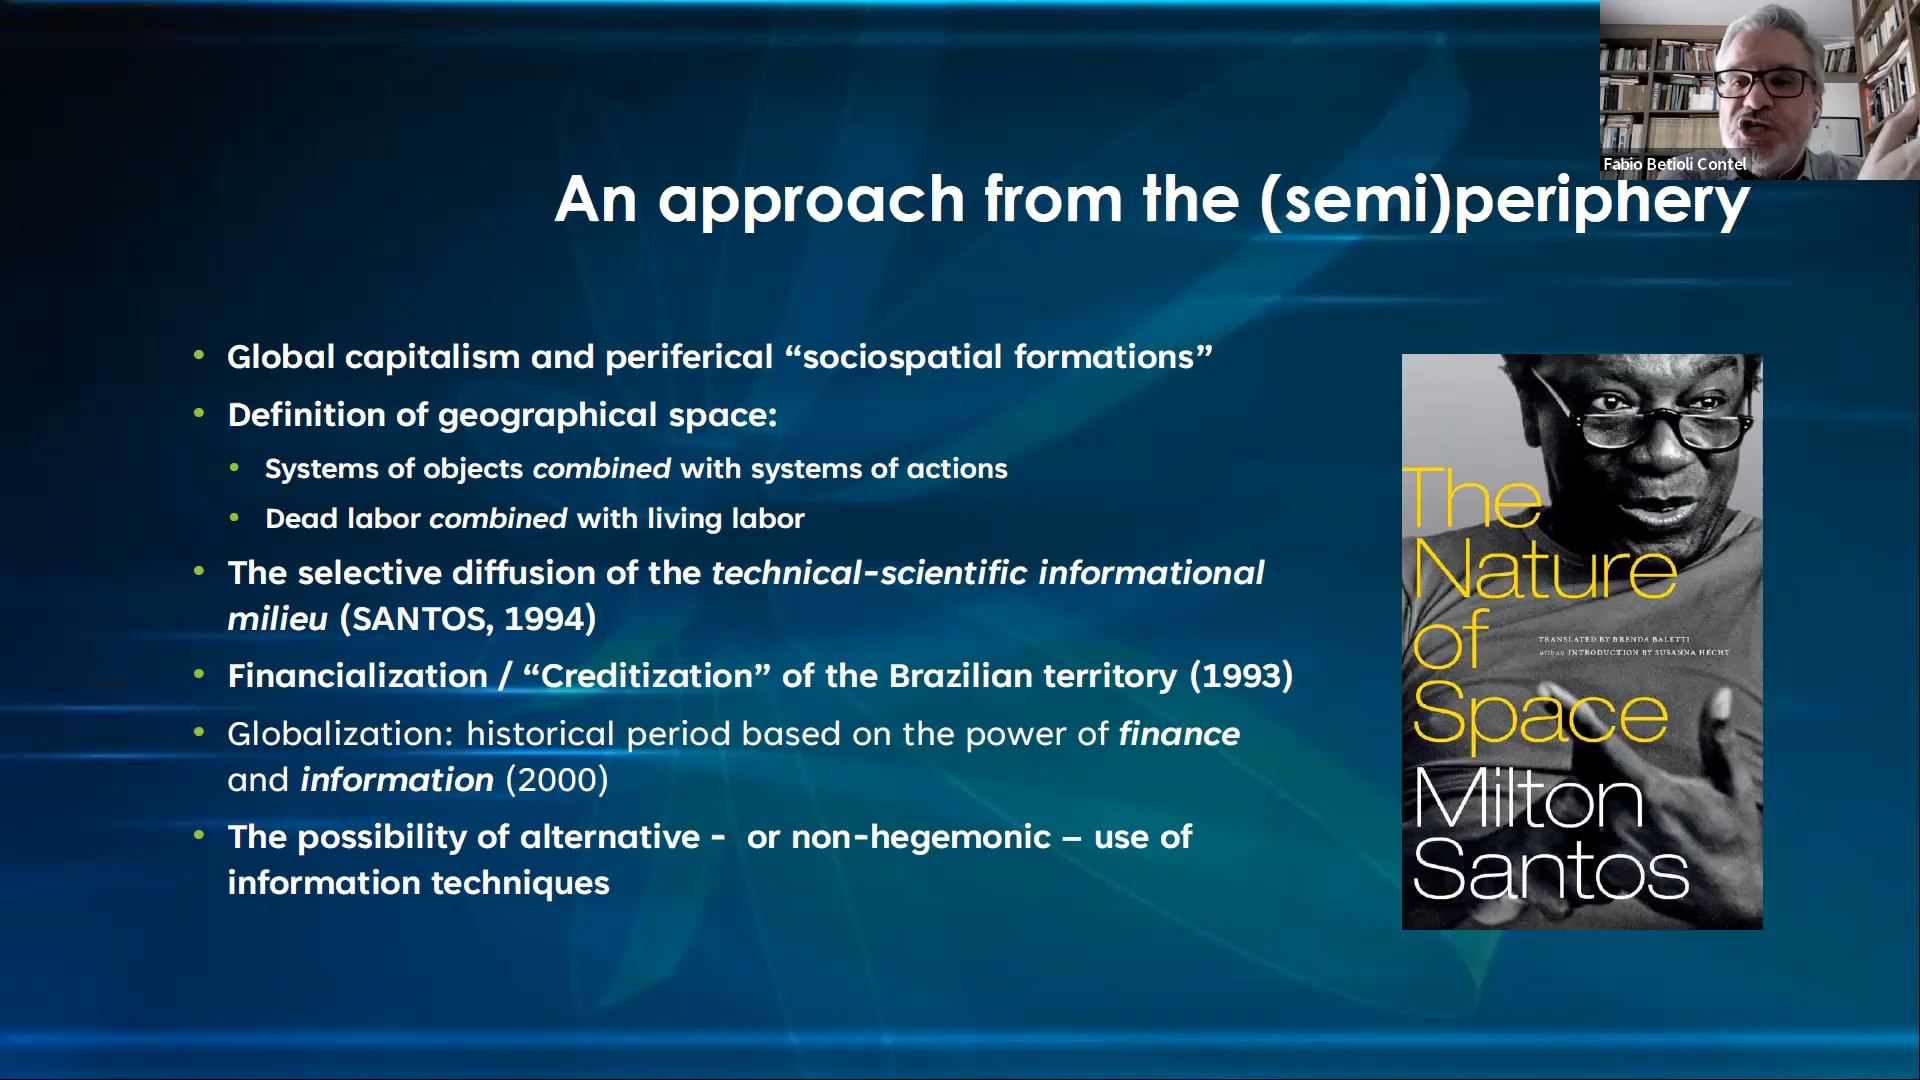 Fabio Betioli Contel
An approach from the (semi)periphery
• Global capitalism and periferical “sociospatial formations”
• Definition of geographical space:
• Systems of objects combined with systems of actions
• Dead labor combined with living labor
• The selective diffusion of the technical-scientific informational
milieu (SANTOS, 1994)
• Financialization / “Creditization” of the Brazilian territory (1993)
• Globalization: historical period based on the power of finance
and information (2000)
• The possibility of alternative -  or non-hegemonic – use of
information techniques
The
Nature
of
Space
TRANSLATED BY BRENDA BALETTI
with an INTRODUCTION BY SUSANNA HECHT
Milton
Santos